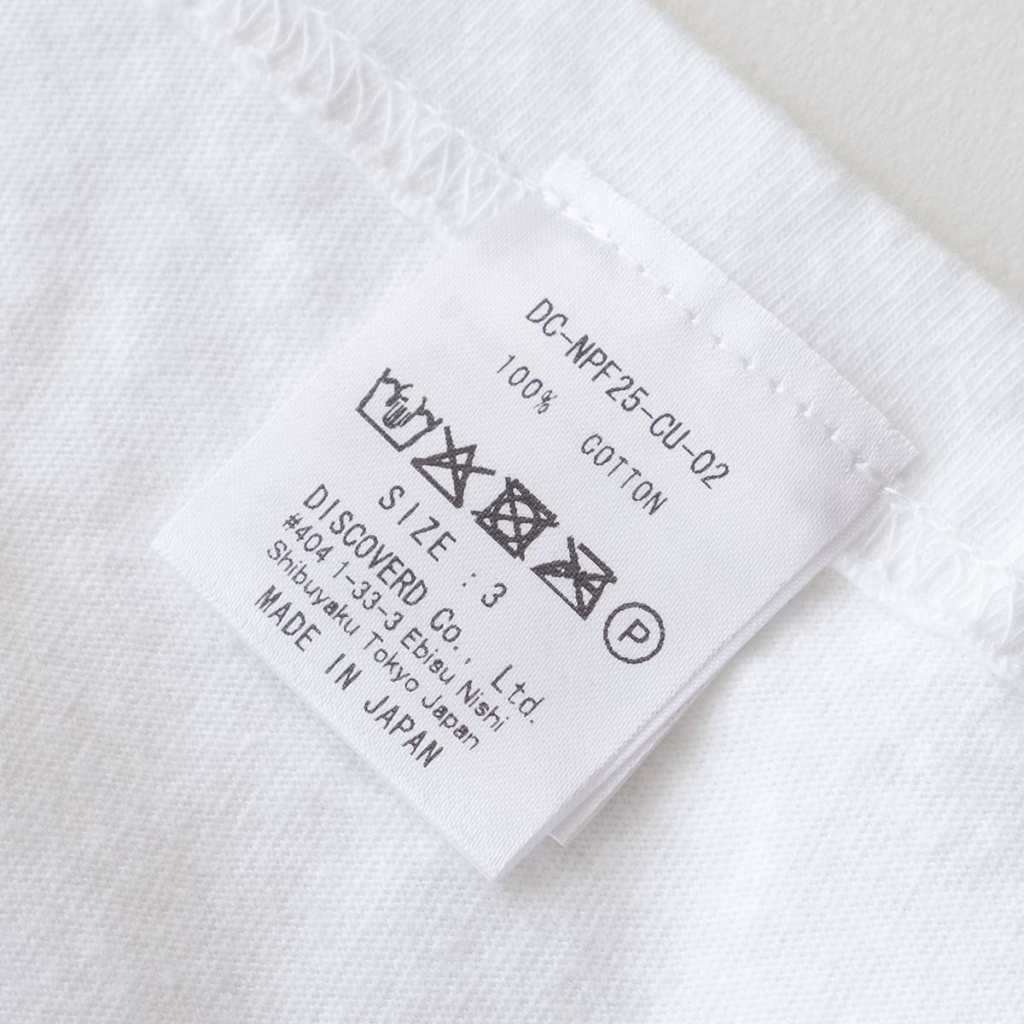 DC-NPF25-CU-02
100% COTTON
P
SIZE : 3
DISCOVERD Co., Ltd.
#404 1-33-3 Ebisu Nishi
Shibuyaku Tokyo Japan
MADE IN JAPAN